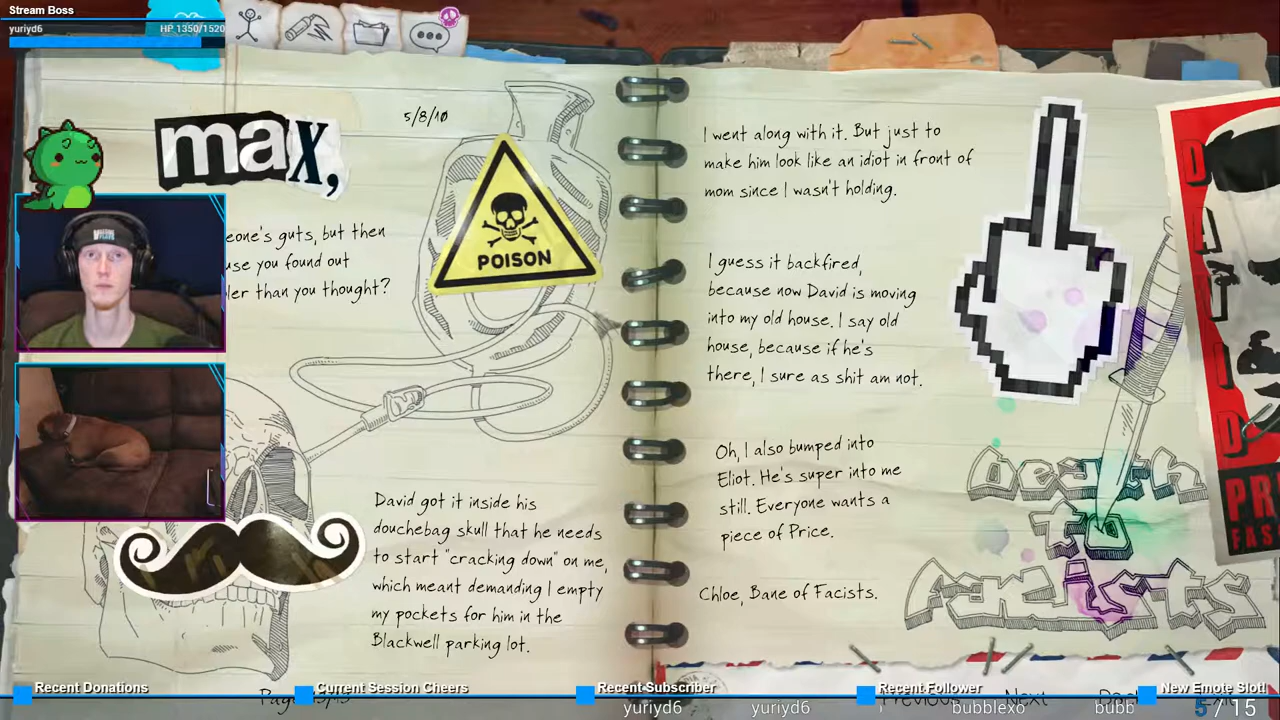 Stream Boss
yuriyd6
HP 1350/1520
max,
5/8/10
eone's guts, but then
use you found out
ler than you thought?
POISON
David got it inside his
douchebag skull that he needs
to start "cracking down" on me,
which meant demanding I empty
my pockets for him in the
Blackwell parking lot.
I went along with it. But just to
make him look like an idiot in front of
mom since I wasn't holding.
I guess it backfired,
because now David is moving
into my old house. I say old
house, because if he's
there, I sure as shit am not.
Oh, I also bumped into
Eliot. He's super into me
still. Everyone wants a
piece of Price.
Chloe, Bane of Facists.
death
to
Recent Donations
Current Session Cheers
Recent Subscriber
Recent Follower
New Emote Slot!
yuriyd6
yuriyd6
bubblexo
bubb
Previous
Next
5 / 15